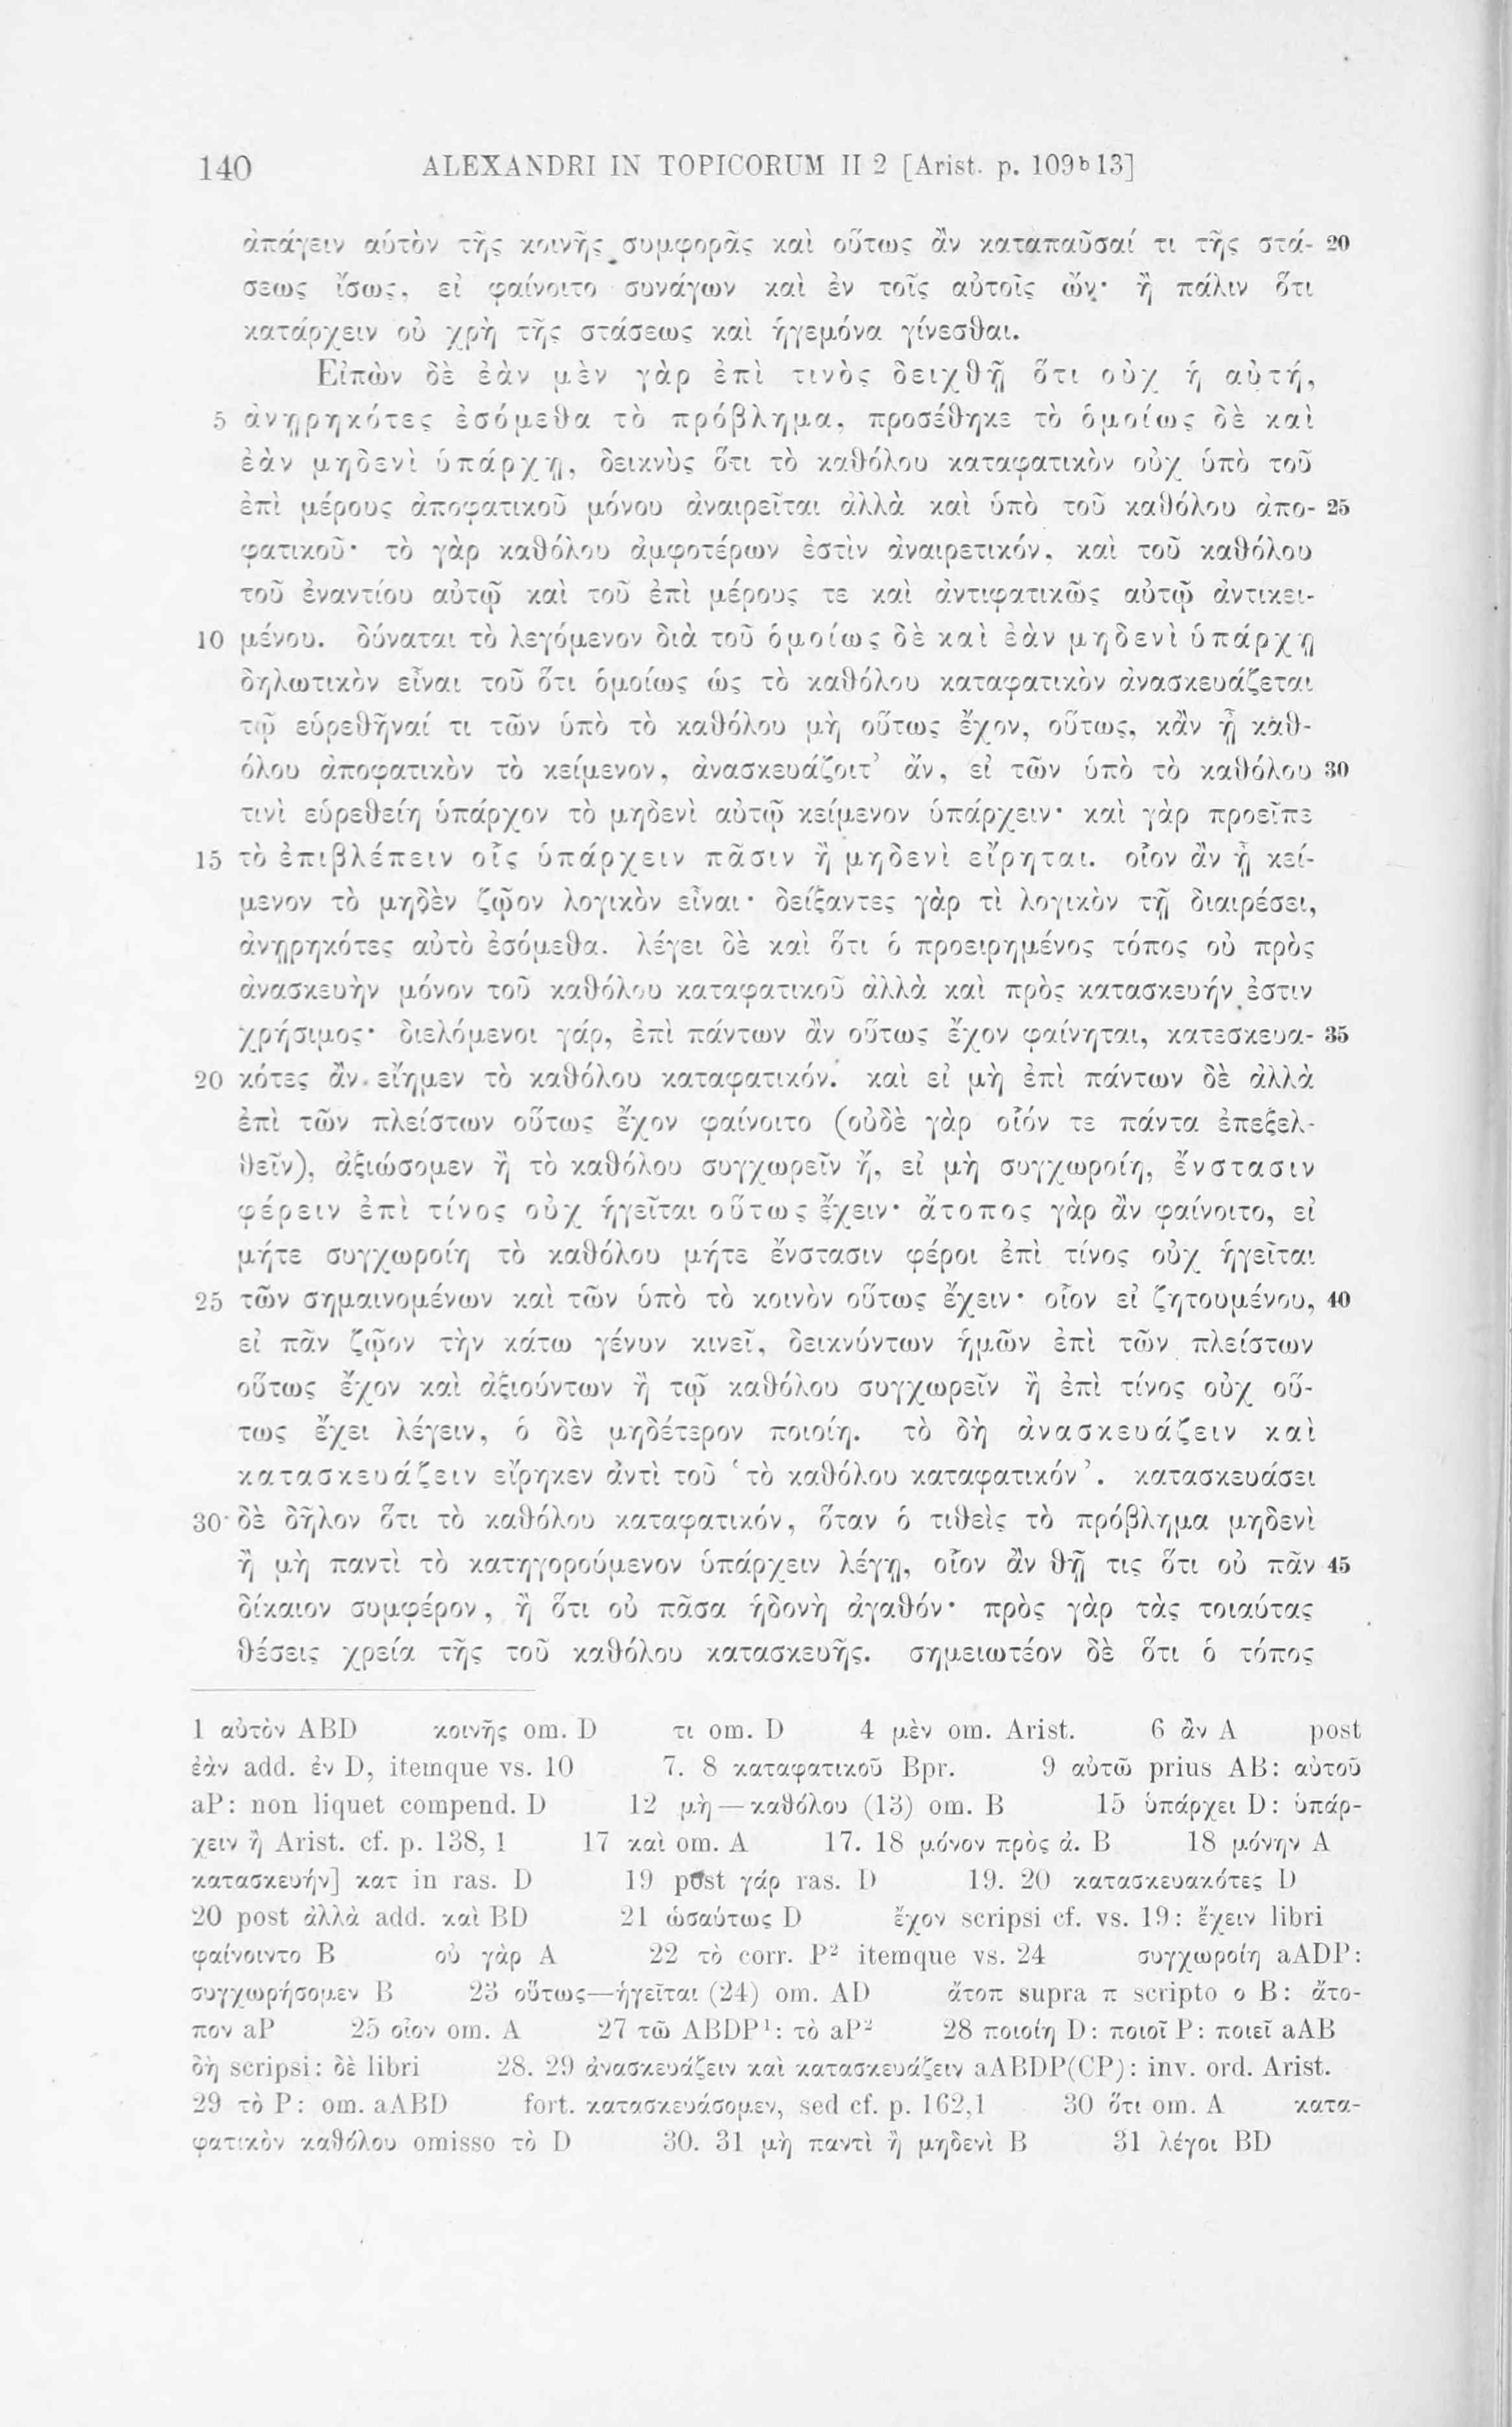 140 ALEXANDRI IN TOPICORUM II 2 [Arist. p. 109b13]
ἀπάγειν αὑτὸν τῆς κοινῆς συμφορᾶς καὶ οὕτως ἂν καταπαῦσαί τι τῆς στά- 20
σεως ἴσως, εἰ φαίνοιτο συνάγων καὶ ἐν τοῖς αὐτοῖς ὤν· ἢ πάλιν ὅτι
κατάρχειν οὐ χρὴ τῆς στάσεως καὶ ἡγεμόνα γίνεσθαι.
Εἰπὼν δὲ ἐὰν μὲν γὰρ ἐπὶ τινὸς δειχθῇ ὅτι οὐχ ἡ αὐτή,
5 ἀνῃρηκότες ἐσόμεθα τὸ πρόβλημα, προσέθηκε τὸ ὁμοίως δὲ καὶ
ἐὰν μηδενὶ ὑπάρχῃ, δεικνὺς ὅτι τὸ καθόλου καταφατικὸν οὐχ ὑπὸ τοῦ
ἐπὶ μέρους ἀποφατικοῦ μόνου ἀναιρεῖται ἀλλὰ καὶ ὑπὸ τοῦ καθόλου ἀπο- 25
φατικοῦ· τὸ γὰρ καθόλου ἀμφοτέρων ἐστὶν ἀναιρετικόν, καὶ τοῦ καθόλου
τοῦ ἐναντίου αὐτῷ καὶ τοῦ ἐπὶ μέρους τε καὶ ἀντιφατικῶς αὐτῷ ἀντικει-
10 μένου. δύναται τὸ λεγόμενον διὰ τοῦ ὁμοίως δὲ καὶ ἐὰν μηδενὶ ὑπάρχῃ
δηλωτικὸν εἶναι τοῦ ὅτι ὁμοίως ὡς τὸ καθόλου καταφατικὸν ἀνασκευάζεται
τῷ εὑρεθῆναί τι τῶν ὑπὸ τὸ καθόλου μὴ οὕτως ἔχον, οὕτως, κἂν ᾖ καθ-
όλου ἀποφατικὸν τὸ κείμενον, ἀνασκευάζοιτ’ ἄν, εἰ τῶν ὑπὸ τὸ καθόλου 30
τινὶ εὑρεθείη ὑπάρχον τὸ μηδενὶ αὐτῷ κείμενον ὑπάρχειν· καὶ γὰρ προεῖπε
15 τὸ ἐπιβλέπειν οἷς ὑπάρχειν πᾶσιν ἢ μηδενὶ εἴρηται. οἷον ἂν ᾖ κεί-
μενον τὸ μηδὲν ζῷον λογικὸν εἶναι· δείξαντες γὰρ τὶ λογικὸν τῇ διαιρέσει,
ἀνῃρηκότες αὐτὸ ἐσόμεθα. λέγει δὲ καὶ ὅτι ὁ προειρημένος τόπος οὐ πρὸς
ἀνασκευὴν μόνον τοῦ καθόλου καταφατικοῦ ἀλλὰ καὶ πρὸς κατασκευήν ἐστιν
χρήσιμος· διελόμενοι γάρ, ἐπὶ πάντων ἂν οὕτως ἔχον φαίνηται, κατεσκευα- 35
20 κότες ἂν εἴημεν τὸ καθόλου καταφατικόν. καὶ εἰ μὴ ἐπὶ πάντων δὲ ἀλλὰ
ἐπὶ τῶν πλείστων οὕτως ἔχον φαίνοιτο (οὐδὲ γὰρ οἷόν τε πάντα ἐπεξελ-
θεῖν), ἀξιώσομεν ἢ τὸ καθόλου συγχωρεῖν ἤ, εἰ μὴ συγχωροίη, ἔνστασιν
φέρειν ἐπὶ τίνος οὐχ ἡγεῖται οὕτως ἔχειν· ἄτοπος γὰρ ἂν φαίνοιτο, εἰ
μήτε συγχωροίη τὸ καθόλου μήτε ἔνστασιν φέροι ἐπὶ τίνος οὐχ ἡγεῖται
25 τῶν σημαινομένων καὶ τῶν ὑπὸ τὸ κοινὸν οὕτως ἔχειν· οἷον εἰ ζητουμένου, 40
εἰ πᾶν ζῷον τὴν κάτω γένυν κινεῖ, δεικνύντων ἡμῶν ἐπὶ τῶν πλείστων
οὕτως ἔχον καὶ ἀξιούντων ἢ τῷ καθόλου συγχωρεῖν ἢ ἐπὶ τίνος οὐχ οὕ-
τως ἔχει λέγειν, ὁ δὲ μηδέτερον ποιοίη. τὸ δὴ ἀνασκευάζειν καὶ
κατασκευάζειν εἴρηκεν ἀντὶ τοῦ ‘τὸ καθόλου καταφατικόν’. κατασκευάσει
30 δὲ δῆλον ὅτι τὸ καθόλου καταφατικόν, ὅταν ὁ τιθεὶς τὸ πρόβλημα μηδενὶ
ἢ μὴ παντὶ τὸ κατηγορούμενον ὑπάρχειν λέγῃ, οἷον ἂν θῇ τις ὅτι οὐ πᾶν 45
δίκαιον συμφέρον, ἢ ὅτι οὐ πᾶσα ἡδονὴ ἀγαθόν· πρὸς γὰρ τὰς τοιαύτας
θέσεις χρεία τῆς τοῦ καθόλου κατασκευῆς. σημειωτέον δὲ ὅτι ὁ τόπος
1 αὐτὸν ABD κοινῆς om. D τι om. D 4 μὲν om. Arist. 6 ἂν A post
ἐὰν add. ἐν D, itemque vs. 10 7. 8 καταφατικοῦ Bpr. 9 αὐτῶ prius AB: αὐτοῦ
aP: non liquet compend. D 12 μὴ—καθόλου (13) om. B 15 ὑπάρχει D: ὑπάρ-
χειν ἢ Arist. cf. p. 138, 1 17 καὶ om. A 17. 18 μόνον πρὸς ἀ. B 18 μόνην A
κατασκευήν] κατ in ras. D 19 post γάρ ras. D 19. 20 κατασκευακότες D
20 post ἀλλὰ add. καὶ BD 21 ὡσαύτως D ἔχον scripsi cf. vs. 19: ἔχειν libri
φαίνοιντο B οὐ γὰρ A 22 τὸ corr. P² itemque vs. 24 συγχωροίη aADP:
συγχωρήσομεν B 23 οὕτως—ἡγεῖται (24) om. AD ἄτοπ supra π scripto ο B: ἄτο-
πον aP 25 οἷον om. A 27 τῶ ABDP¹: τὸ aP² 28 ποιοίη D: ποιοῖ P: ποιεῖ aAB
δὴ scripsi: δὲ libri 28. 29 ἀνασκευάζειν καὶ κατασκευάζειν aABDP(CP): inv. ord. Arist.
29 τὸ P: om. aABD fort. κατασκευάσομεν, sed cf. p. 162,1 30 ὅτι om. A κατα-
φατικὸν καθόλου omisso τὸ D 30. 31 μὴ παντὶ ἢ μηδενὶ B 31 λέγοι BD